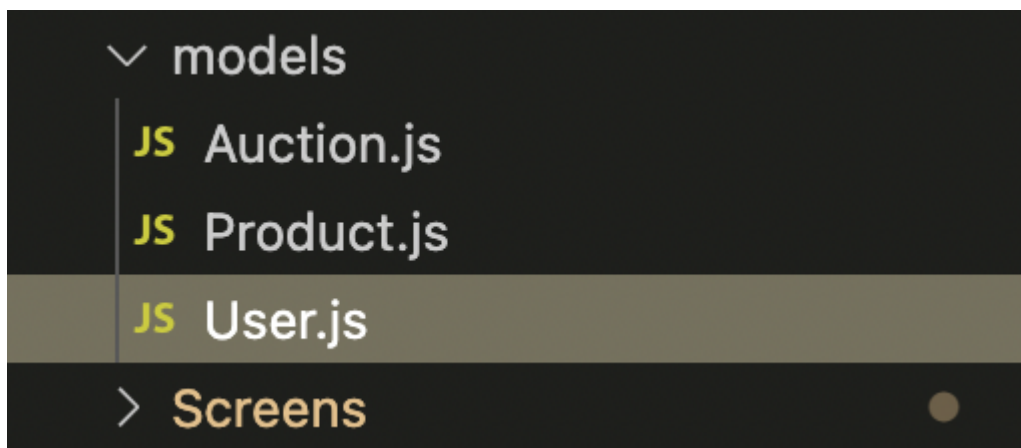 models
JS Auction.js
JS Product.js
JS User.js
Screens